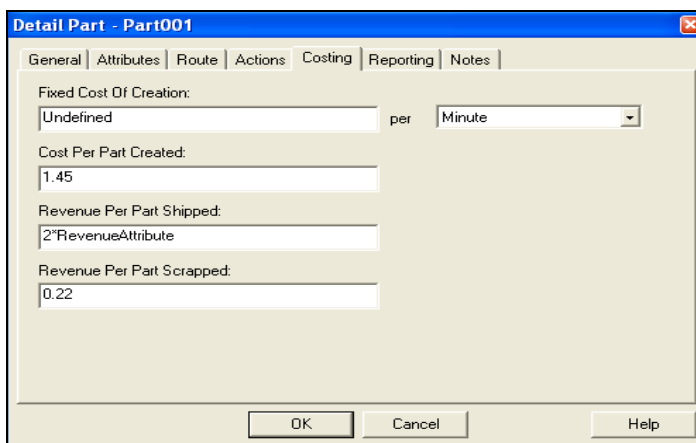 Detail Part - Part001
General Attributes Route Actions Costing Reporting Notes
Fixed Cost Of Creation:
Undefined per Minute
Cost Per Part Created:
1.45
Revenue Per Part Shipped:
2*RevenueAttribute
Revenue Per Part Scrapped:
0.22
OK Cancel Help